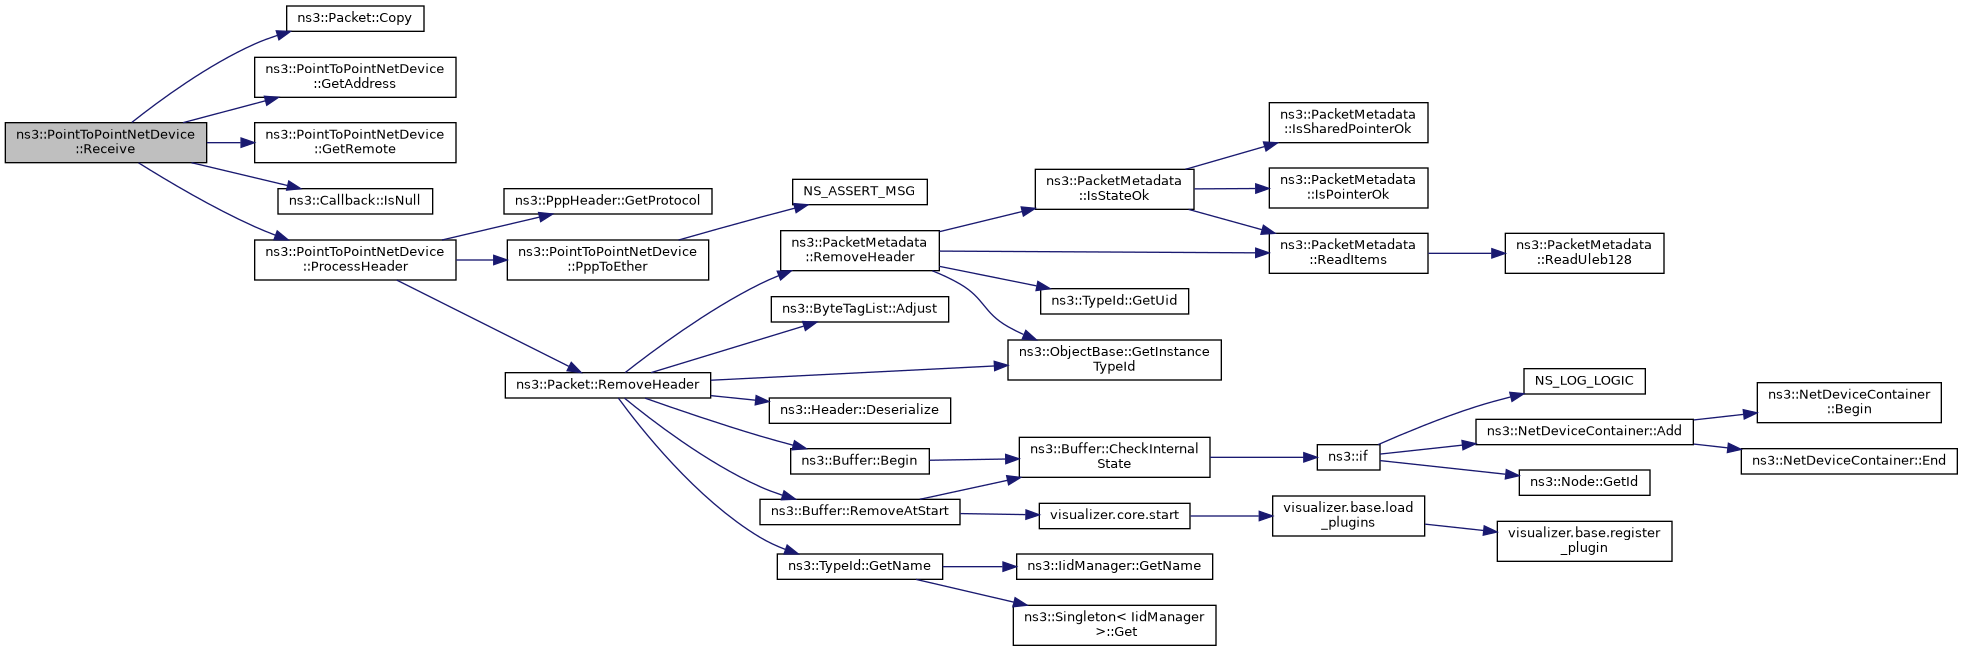 ns3::Packet::Copy
ns3::PointToPointNetDevice
::GetAddress
ns3::PointToPointNetDevice
::Receive
ns3::PointToPointNetDevice
::GetRemote
ns3::Callback::IsNull
ns3::PointToPointNetDevice
::ProcessHeader
ns3::PppHeader::GetProtocol
ns3::PointToPointNetDevice
::PppToEther
NS_ASSERT_MSG
ns3::Packet::RemoveHeader
ns3::PacketMetadata
::RemoveHeader
ns3::ByteTagList::Adjust
ns3::Header::Deserialize
ns3::Buffer::Begin
ns3::Buffer::RemoveAtStart
ns3::TypeId::GetName
ns3::PacketMetadata
::IsStateOk
ns3::TypeId::GetUid
ns3::ObjectBase::GetInstance
TypeId
ns3::Buffer::CheckInternal
State
visualizer.core.start
ns3::IidManager::GetName
ns3::Singleton< IidManager
>::Get
ns3::PacketMetadata
::IsSharedPointerOk
ns3::PacketMetadata
::IsPointerOk
ns3::PacketMetadata
::ReadItems
ns3::PacketMetadata
::ReadUleb128
ns3::if
visualizer.base.load
_plugins
NS_LOG_LOGIC
ns3::NetDeviceContainer::Add
ns3::Node::GetId
visualizer.base.register
_plugin
ns3::NetDeviceContainer
::Begin
ns3::NetDeviceContainer::End